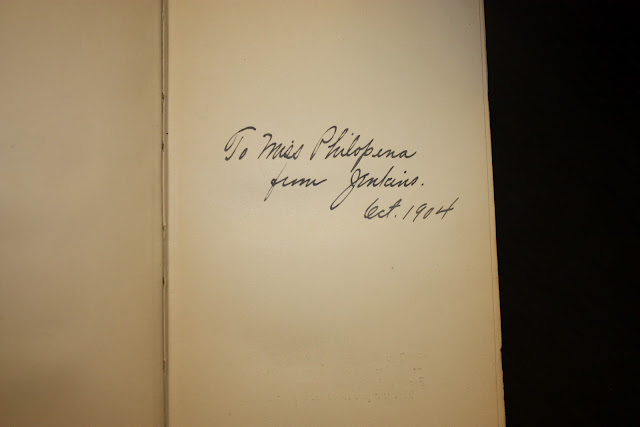 To Miss Philopena
from Jenkins.
Oct. 1904